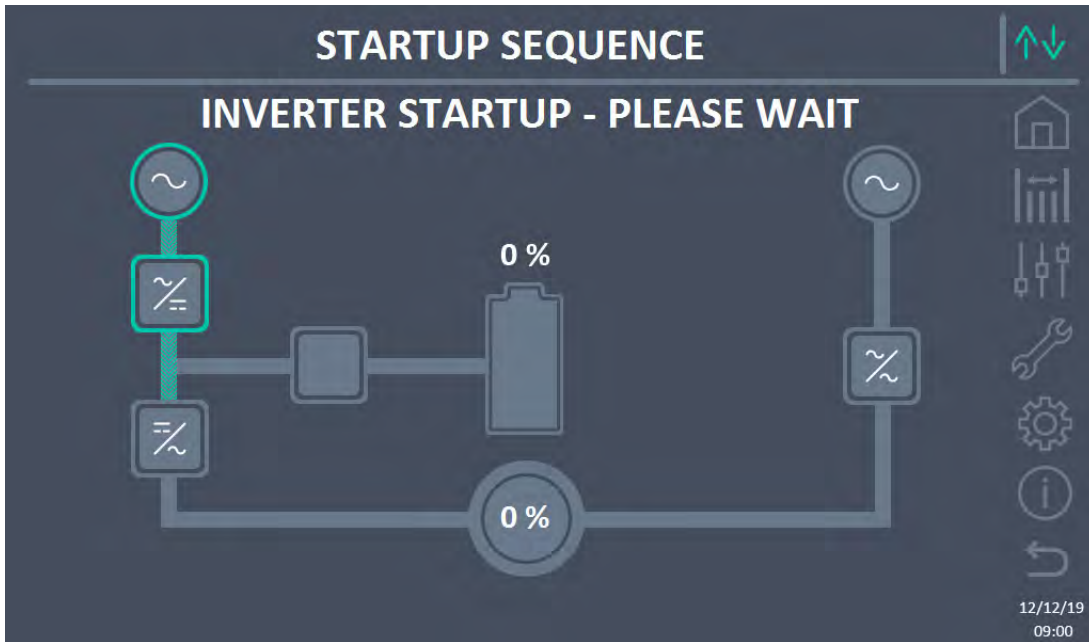 STARTUP SEQUENCE
INVERTER STARTUP - PLEASE WAIT
0 %
0 %
12/12/19
09:00